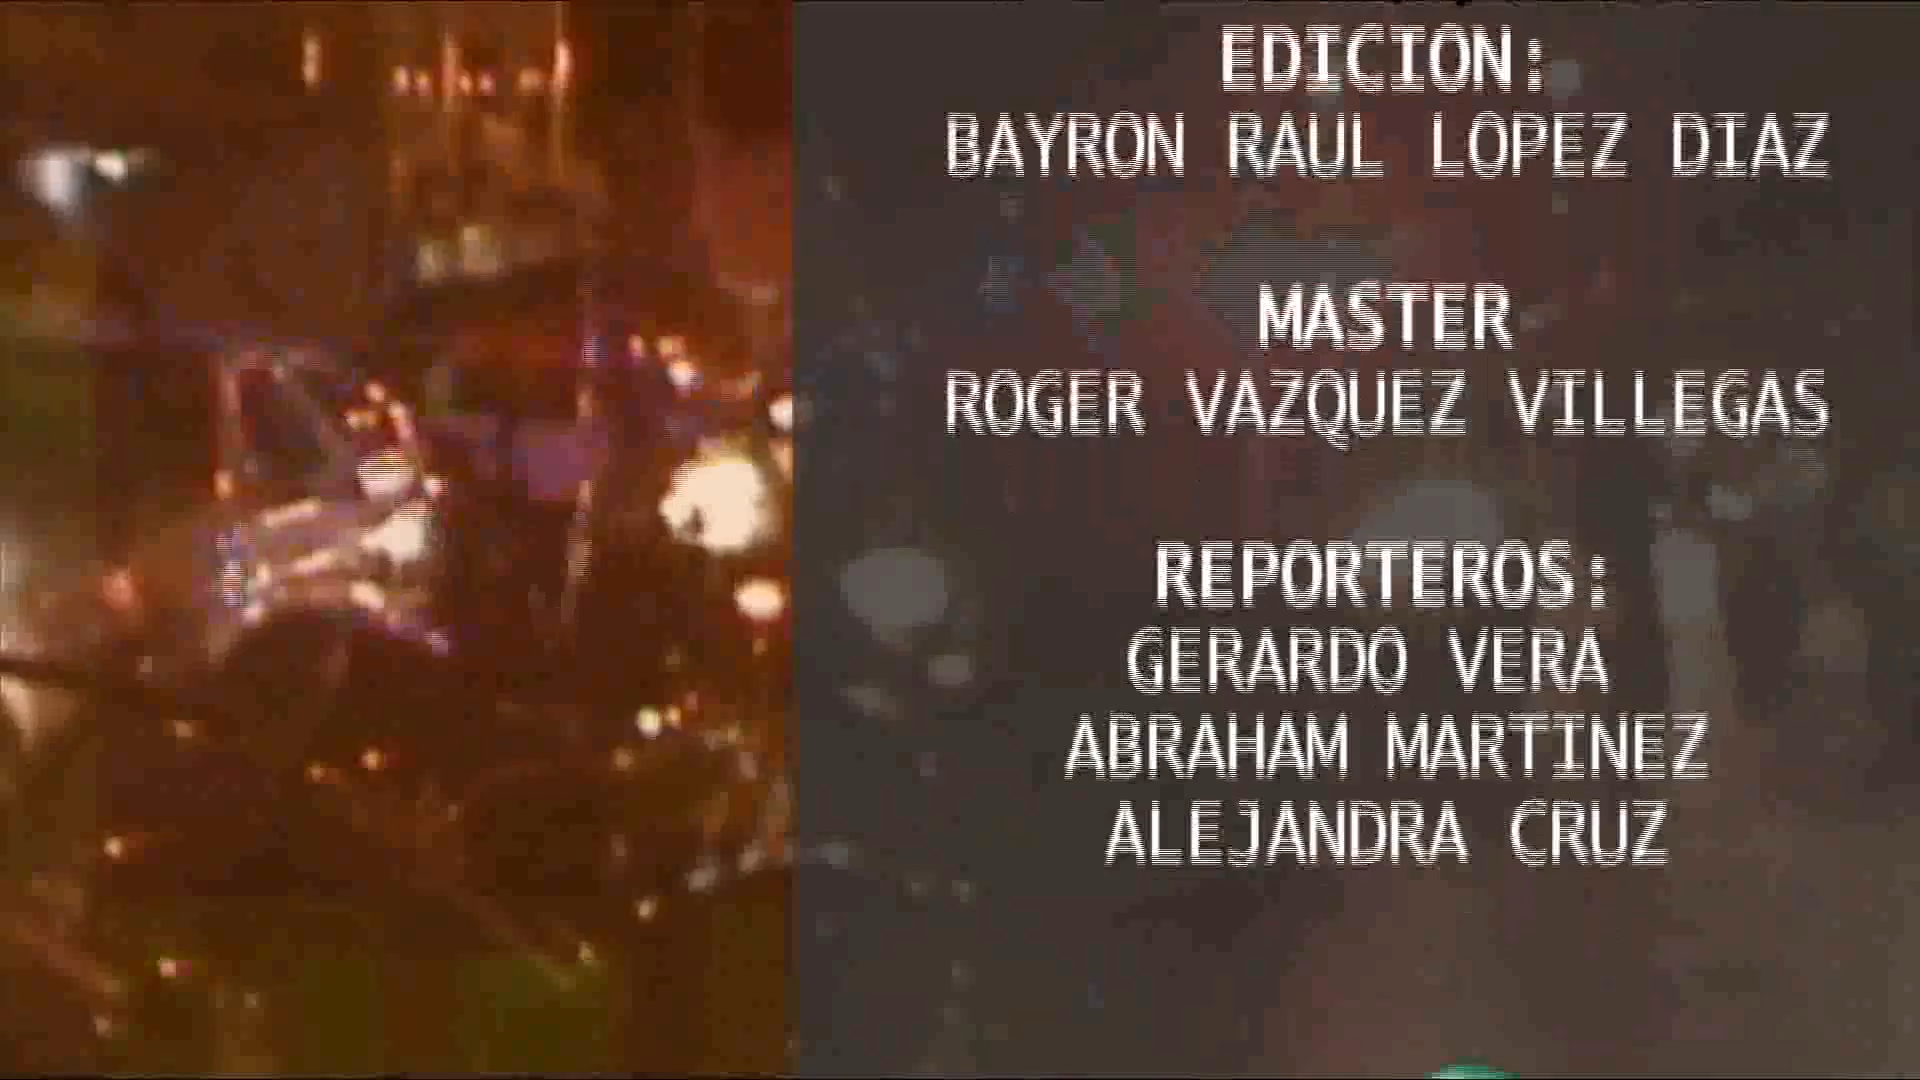 EDICION:
BAYRON RAUL LOPEZ DIAZ
MASTER
ROGER VAZQUEZ VILLEGAS
REPORTEROS:
GERARDO VERA
ABRAHAM MARTINEZ
ALEJANDRA CRUZ